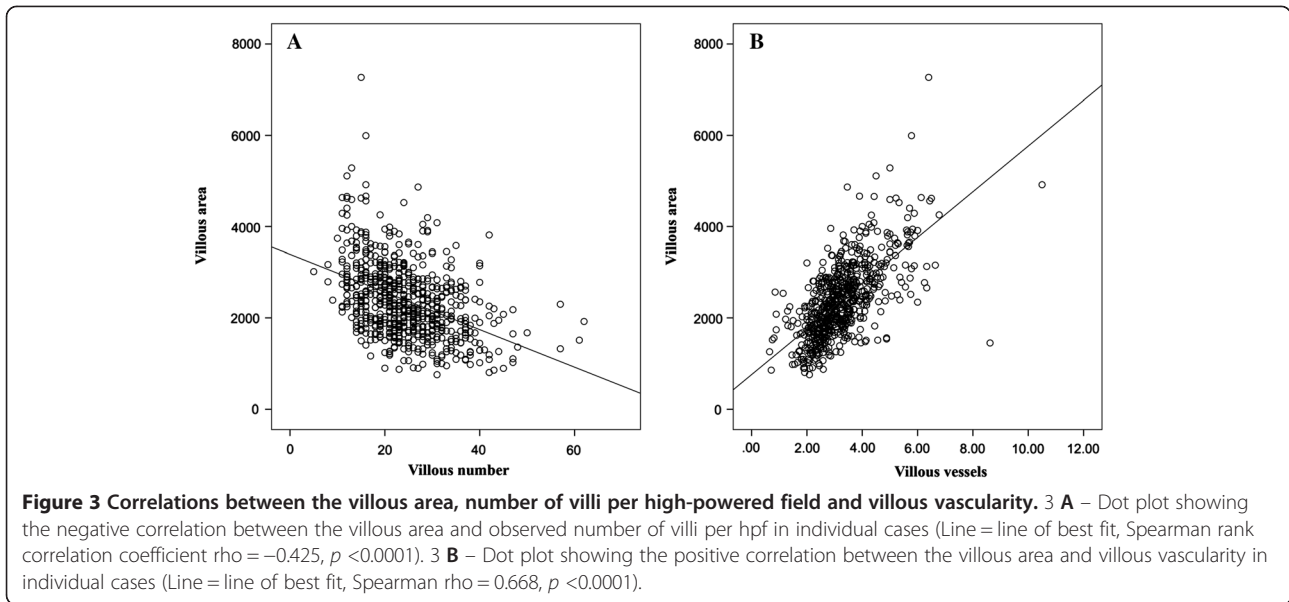 A
B
8000
6000
4000
2000
0
Villous area
0 20 40 60
Villous number
8000
6000
4000
2000
0
Villous area
.00 2.00 4.00 6.00 8.00 10.00 12.00
Villous vessels
Figure 3 Correlations between the villous area, number of villi per high-powered field and villous vascularity. 3 A – Dot plot showing
the negative correlation between the villous area and observed number of villi per hpf in individual cases (Line = line of best fit, Spearman rank
correlation coefficient rho = −0.425, p <0.0001). 3 B – Dot plot showing the positive correlation between the villous area and villous vascularity in
individual cases (Line = line of best fit, Spearman rho = 0.668, p <0.0001).